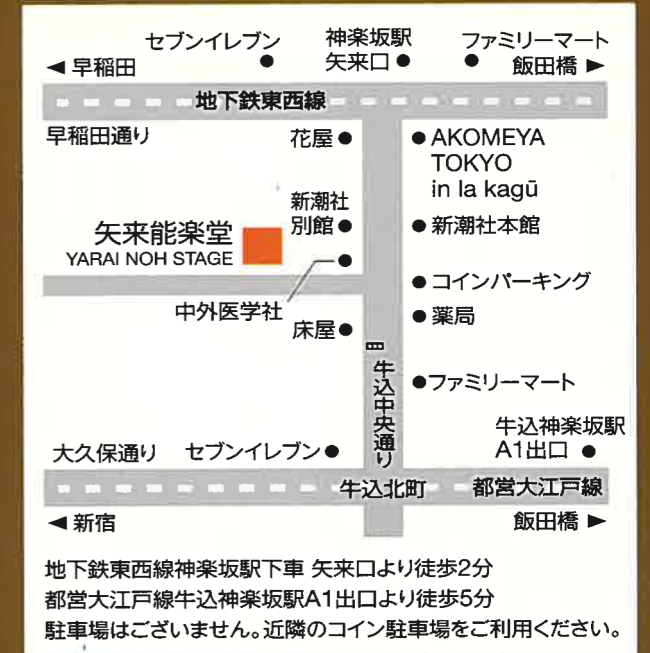 セブンイレブン
神楽坂駅
矢来口
ファミリーマート
◀ 早稲田
飯田橋 ▶
地下鉄東西線
早稲田通り
花屋
AKOMEYA
TOKYO
in la kagū
新潮社
別館
新潮社本館
矢来能楽堂
YARAI NOH STAGE
コインパーキング
中外医学社
薬局
床屋
牛込中央通り
ファミリーマート
牛込神楽坂駅
A1出口
大久保通り
セブンイレブン
牛込北町
都営大江戸線
◀ 新宿
飯田橋 ▶
地下鉄東西線神楽坂駅下車 矢来口より徒歩2分
都営大江戸線牛込神楽坂駅A1出口より徒歩5分
駐車場はございません。近隣のコイン駐車場をご利用ください。